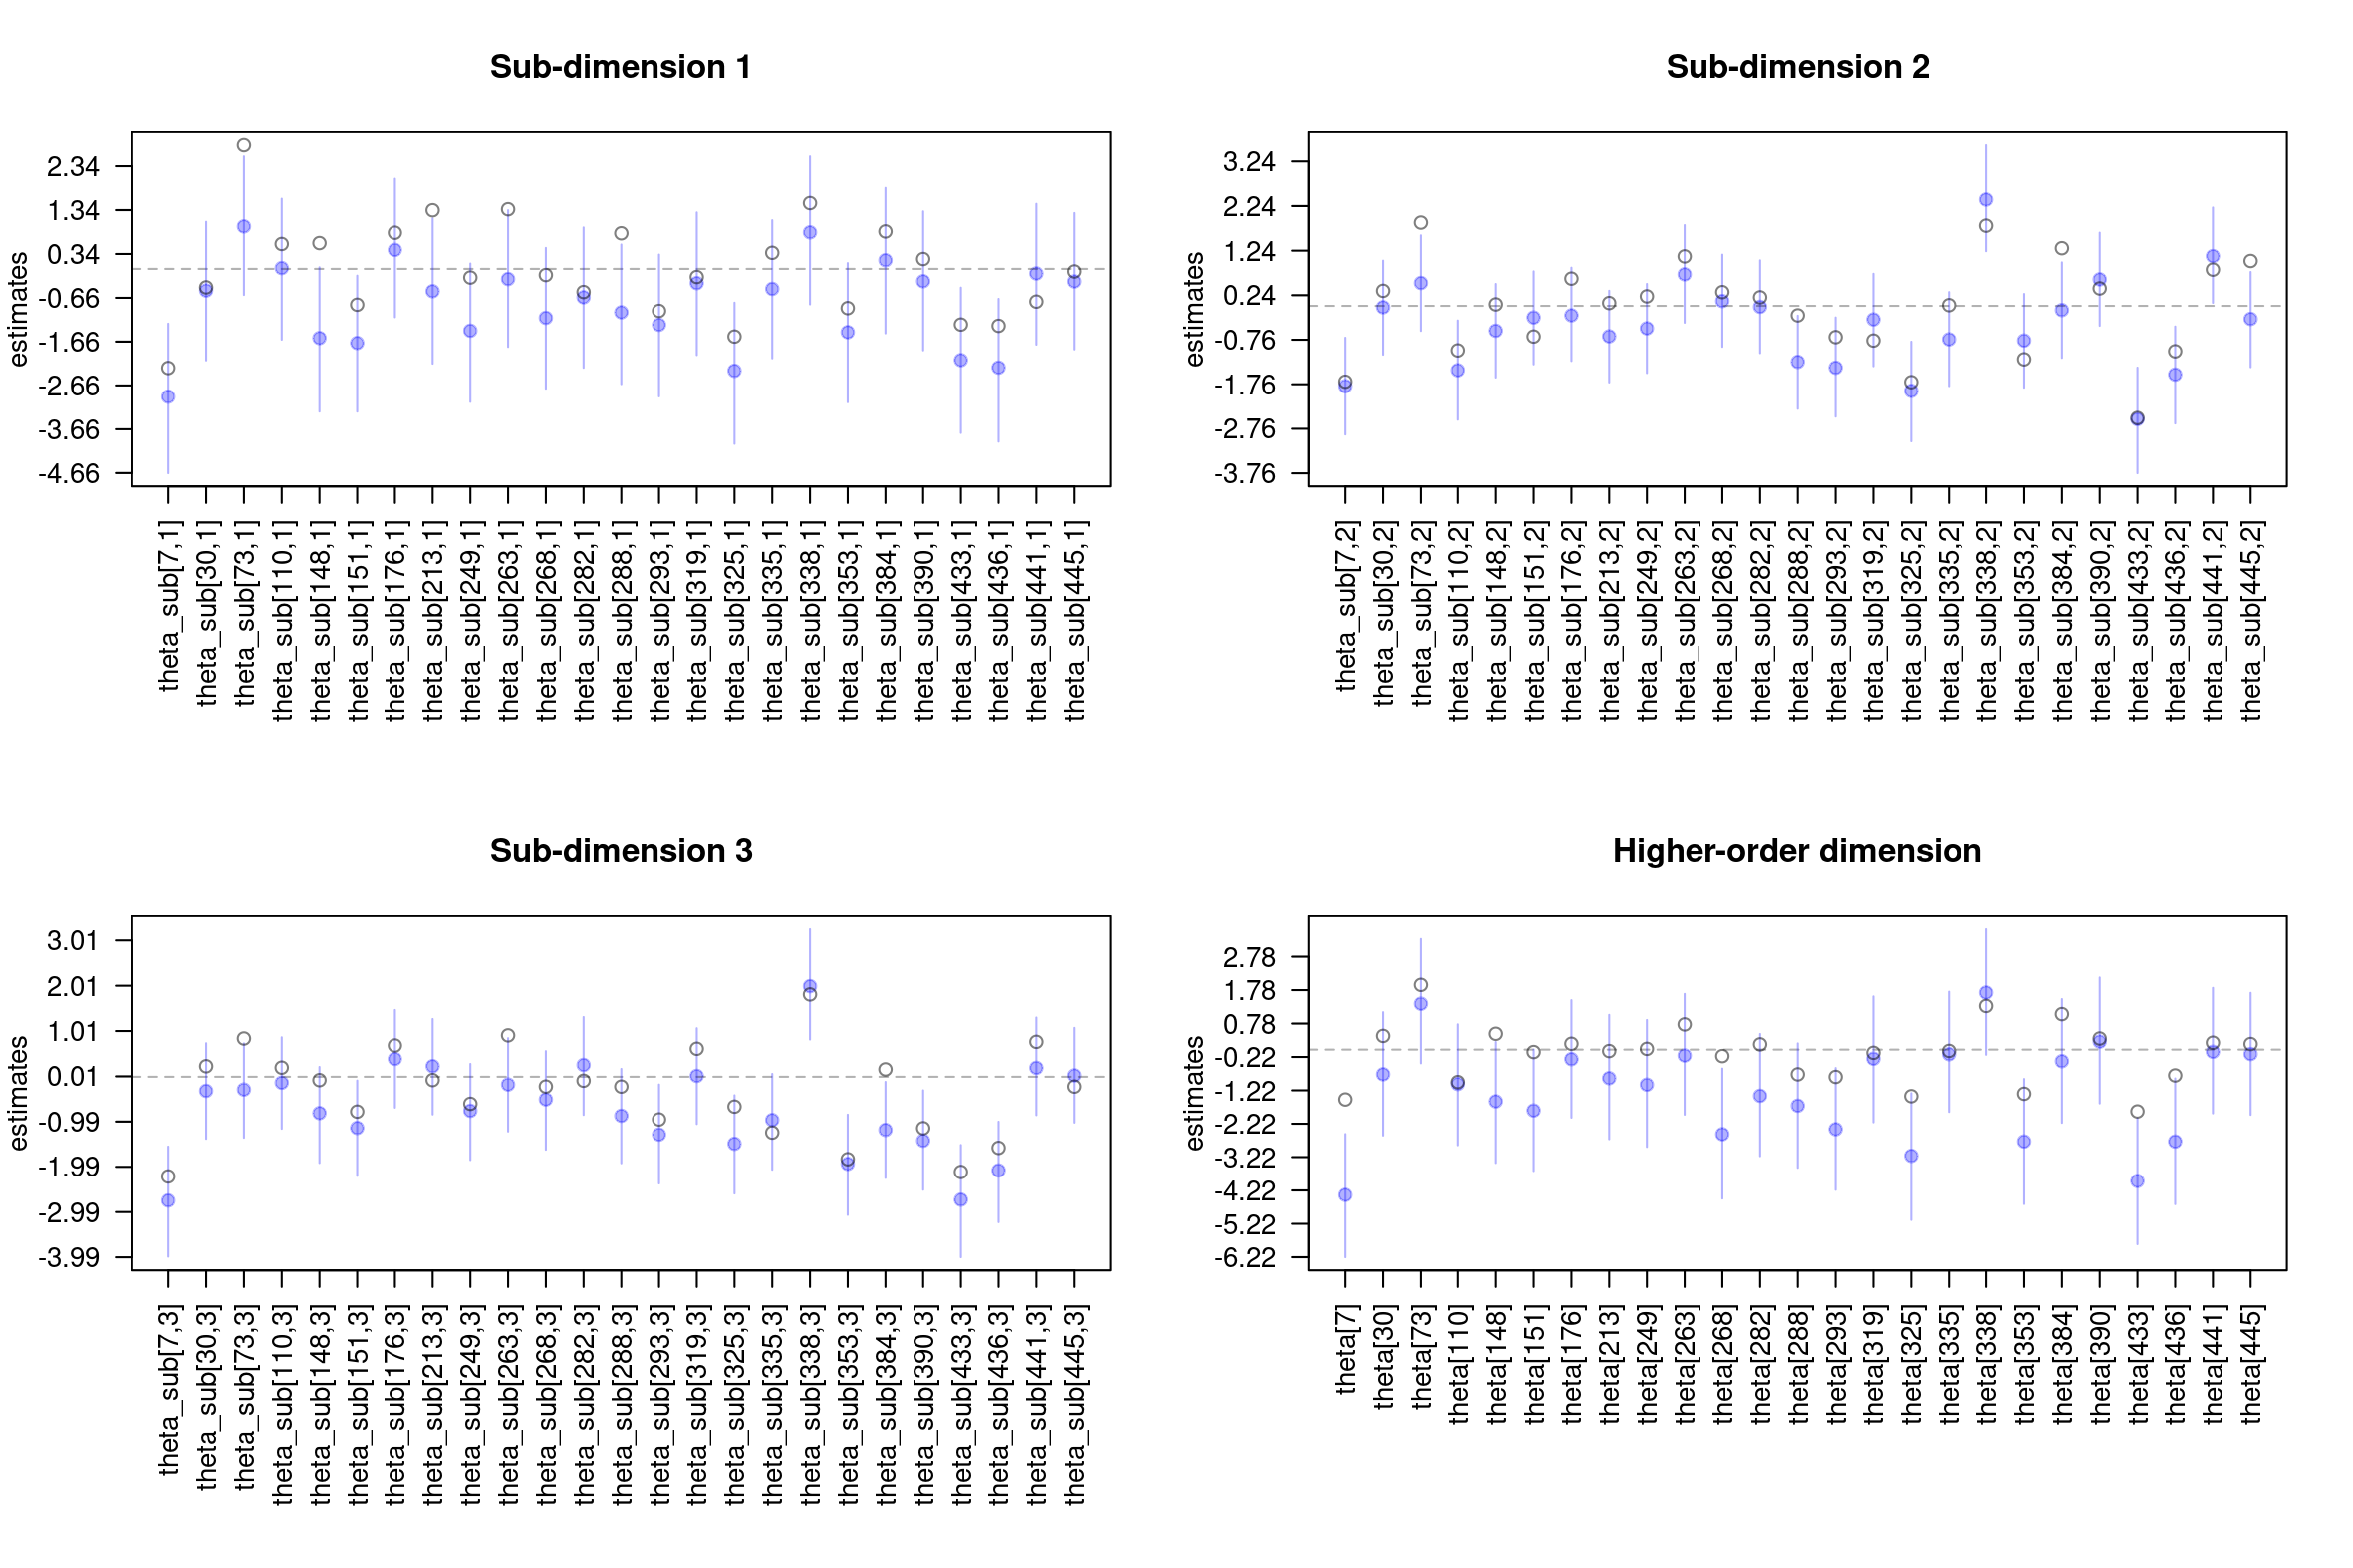 Sub-dimension 1
estimates
2.34
1.34
0.34
-0.66
-1.66
-2.66
-3.66
-4.66
theta_sub[7,1]
theta_sub[30,1]
theta_sub[73,1]
theta_sub[110,1]
theta_sub[148,1]
theta_sub[151,1]
theta_sub[176,1]
theta_sub[213,1]
theta_sub[249,1]
theta_sub[263,1]
theta_sub[268,1]
theta_sub[282,1]
theta_sub[288,1]
theta_sub[293,1]
theta_sub[319,1]
theta_sub[325,1]
theta_sub[335,1]
theta_sub[338,1]
theta_sub[353,1]
theta_sub[384,1]
theta_sub[390,1]
theta_sub[433,1]
theta_sub[436,1]
theta_sub[441,1]
theta_sub[445,1]
Sub-dimension 2
estimates
3.24
2.24
1.24
0.24
-0.76
-1.76
-2.76
-3.76
theta_sub[7,2]
theta_sub[30,2]
theta_sub[73,2]
theta_sub[110,2]
theta_sub[148,2]
theta_sub[151,2]
theta_sub[176,2]
theta_sub[213,2]
theta_sub[249,2]
theta_sub[263,2]
theta_sub[268,2]
theta_sub[282,2]
theta_sub[288,2]
theta_sub[293,2]
theta_sub[319,2]
theta_sub[325,2]
theta_sub[335,2]
theta_sub[338,2]
theta_sub[353,2]
theta_sub[384,2]
theta_sub[390,2]
theta_sub[433,2]
theta_sub[436,2]
theta_sub[441,2]
theta_sub[445,2]
Sub-dimension 3
estimates
3.01
2.01
1.01
0.01
-0.99
-1.99
-2.99
-3.99
theta_sub[7,3]
theta_sub[30,3]
theta_sub[73,3]
theta_sub[110,3]
theta_sub[148,3]
theta_sub[151,3]
theta_sub[176,3]
theta_sub[213,3]
theta_sub[249,3]
theta_sub[263,3]
theta_sub[268,3]
theta_sub[282,3]
theta_sub[288,3]
theta_sub[293,3]
theta_sub[319,3]
theta_sub[325,3]
theta_sub[335,3]
theta_sub[338,3]
theta_sub[353,3]
theta_sub[384,3]
theta_sub[390,3]
theta_sub[433,3]
theta_sub[436,3]
theta_sub[441,3]
theta_sub[445,3]
Higher-order dimension
estimates
2.78
1.78
0.78
-0.22
-1.22
-2.22
-3.22
-4.22
-5.22
-6.22
theta[7]
theta[30]
theta[73]
theta[110]
theta[148]
theta[151]
theta[176]
theta[213]
theta[249]
theta[263]
theta[268]
theta[282]
theta[288]
theta[293]
theta[319]
theta[325]
theta[335]
theta[338]
theta[353]
theta[384]
theta[390]
theta[433]
theta[436]
theta[441]
theta[445]